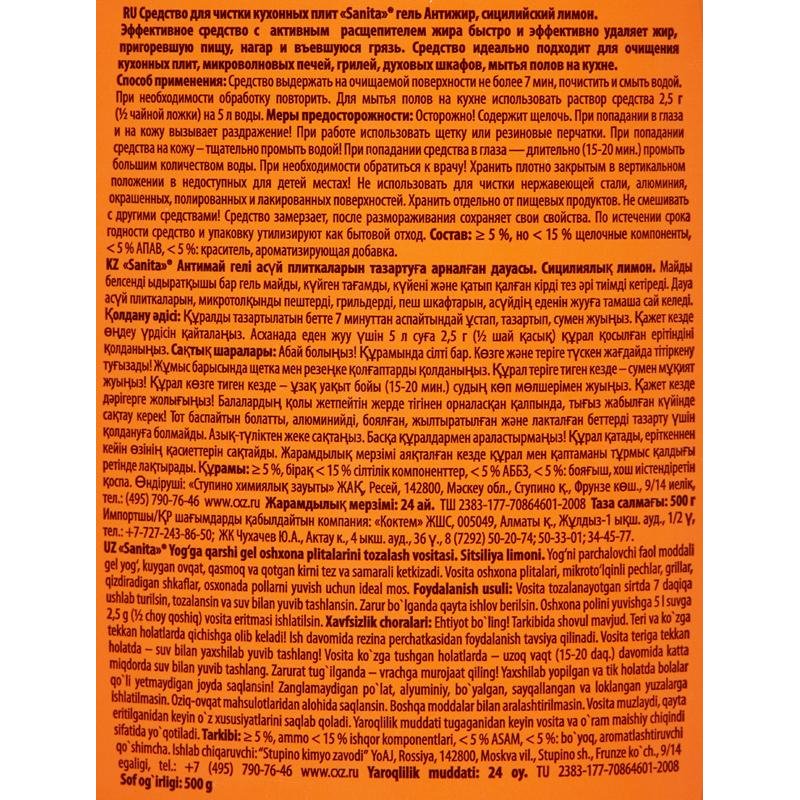 RU Средство для чистки кухонных плит «Sanita»® гель Антижир, сицилийский лимон.
Эффективное средство с активным расщепителем жира быстро и эффективно удаляет жир,
пригоревшую пищу, нагар и въевшуюся грязь. Средство идеально подходит для очищения
кухонных плит, микроволновых печей, грилей, духовых шкафов, мытья полов на кухне.
Способ применения: Средство выдержать на очищаемой поверхности не более 7 мин, почистить и смыть водой.
При необходимости обработку повторить. Для мытья полов на кухне использовать раствор средства 2,5 г
(½ чайной ложки) на 5 л воды. Меры предосторожности: Осторожно! Содержит щелочь. При попадании в глаза
и на кожу вызывает раздражение! При работе использовать щетку или резиновые перчатки. При попадании
средства на кожу – тщательно промыть водой! При попадании средства в глаза — длительно (15-20 мин.) промыть
большим количеством воды. При необходимости обратиться к врачу! Хранить плотно закрытым в вертикальном
положении в недоступных для детей местах! Не использовать для чистки нержавеющей стали, алюминия,
окрашенных, полированных и лакированных поверхностей. Хранить отдельно от пищевых продуктов. Не смешивать
с другими средствами! Средство замерзает, после размораживания сохраняет свои свойства. По истечении срока
годности средство и упаковку утилизируют как бытовой отход. Состав: ≥ 5 %, но < 15 % щелочные компоненты,
< 5 % АПАВ, < 5 %: краситель, ароматизирующая добавка.
KZ «Sanita»® Антимай гелі асүй плиткаларын тазартуға арналған дауасы. Сицилиялық лимон. Майды
белсенді ыдыратқышы бар гель майды, күйген тағамды, күйені және қатып қалған кірді тез әрі тиімді кетіреді. Дауа
асүй плиткаларын, микротолқынды пештерді, грильдерді, пеш шкафтарын, асүйдің еденін жууға тамаша сай келеді.
Қолдану әдісі: Құралды тазартылатын бетте 7 минуттан аспайтындай ұстап, тазартып, сумен жуыңыз. Қажет кезде
өңдеу үрдісін қайталаңыз. Асханада еден жуу үшін 5 л суға 2,5 г (½ шай қасық) құрал қосылған ерітіндіні
қолданыңыз. Сақтық шаралары: Абай болыңыз! Құрамында сілті бар. Көзге және теріге түскен жағдайда тітіркену
туғызады! Жұмыс барысында щетка мен резеңке қолғаптарды қолданыңыз. Құрал теріге тиген кезде – сумен мұқият
жуыңыз! Құрал көзге тиген кезде – ұзақ уақыт бойы (15-20 мин.) судың көп мөлшерімен жуыңыз. Қажет кезде
дәрігерге жолығыңыз! Балалардың қолы жетпейтін жерде тігінен орналасқан қалпында, тығыз жабылған күйінде
сақтау керек! Тот баспайтын болатты, алюминийді, боялған, жылтыратылған және лакталған беттерді тазарту үшін
қолдануға болмайды. Азық-түліктен жеке сақтаңыз. Басқа құралдармен араластырмаңыз! Құрал қатады, еріткеннен
кейін өзінің қасиеттерін сақтайды. Жарамдылық мерзімі аяқталған кезде құрал мен қаптаманы тұрмыс қалдығы
ретінде лақтырады. Құрамы: ≥ 5 %, бірақ < 15 % сілтілік компоненттер, < 5 % АББЗ, < 5 %: бояғыш, хош иістендіретін
қоспа. Өндіруші: «Ступино химиялық зауыты» ЖАҚ, Ресей, 142800, Мәскеу обл., Ступино қ., Фрунзе көш., 9/14 иелік,
тел.: (495) 790-76-46 www.cxz.ru Жарамдылық мерзімі: 24 ай. ТШ 2383-177-70864601-2008 Таза салмағы: 500 г
Импортшы/ҚР шағымдарды қабылдайтын компания: «Коктем» ЖШС, 005049, Алматы қ., Жұлдыз-1 ықш. ауд., 1/2 ү,
тел.: +7-727-243-86-50; ЖК Чухачев Ю.А., Актау к., 4 ықш. ауд., 36 ү., 8 (7292) 50-20-74; 50-33-01; 34-45-77.
UZ «Sanita»® Yog‘ga qarshi gel oshxona plitalarini tozalash vositasi. Sitsiliya limoni. Yog‘ni parchalovchi faol moddali
gel yog‘, kuygan ovqat, qasmoq va qotgan kirni tez va samarali ketkizadi. Vosita oshxona plitalari, mikroto‘lqinli pechlar, grillar,
qizdiradigan shkaflar, osxonada pollarni yuvish uchun ideal mos. Foydalanish usuli: Vosita tozalanayotgan sirtda 7 daqiqa
ushlab turilsin, tozalansin va suv bilan yuvib tashlansin. Zarur bo`lganda qayta ishlov berilsin. Oshxona polini yuvishga 5 l suvga
2,5 g (½ choy qoshiq) vosita eritmasi ishlatilsin. Xavfsizlik choralari: Ehtiyot bo`ling! Tarkibida shovul mavjud. Teri va ko`zga
tekkan holatlarda qichishga olib keladi! Ish davomida rezina perchatkasidan foydalanish tavsiya qilinadi. Vosita teriga tekkan
holatda – suv bilan yaxshilab yuvib tashlang! Vosita ko`zga tushgan holatlarda – uzoq vaqt (15-20 daq.) davomida katta
miqdorda suv bilan yuvib tashlang. Zarurat tug`ilganda – vrachga murojaat qiling! Yaxshilab yopilgan va tik holatda bolalar
qo`li yetmaydigan joyda saqlansin! Zanglamaydigan po`lat, alyuminiy, bo`yalgan, sayqallangan va loklangan yuzalarga
ishlatilmasin. Oziq-ovqat mahsulotlaridan alohida saqlansin. Boshqa moddalar bilan aralashtirilmasin. Vosita muzlaydi, qayta
eritilganidan keyin o`z xususiyatlarini saqlab qoladi. Yaroqlilik muddati tugaganidan keyin vosita va o`ram maishiy chiqindi
sifatida yo`qotiladi. Tarkibi: ≥ 5 %, ammo < 15 % ishqor komponentlari, < 5 % ASAM, < 5 %: bo`yoq, aromatlashtiruvchi
qo`shimcha. Ishlab chiqaruvchi: “Stupino kimyo zavodi” YoAJ, Rossiya, 142800, Moskva vil., Stupino sh., Frunze ko`ch., 9/14
egaligi, tel.: +7 (495) 790-76-46 www.cxz.ru Yaroqlilik muddati: 24 oy. TU 2383-177-70864601-2008
Sof og`irligi: 500 g